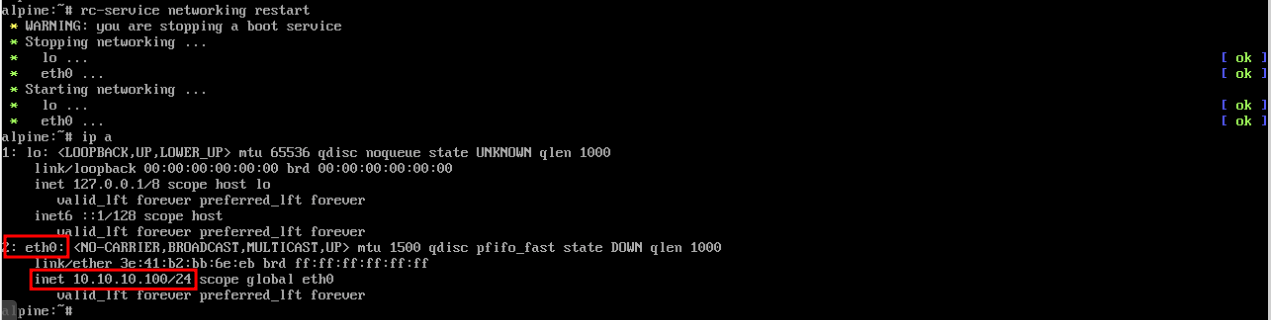 alpine:~# rc-service networking restart
* WARNING: you are stopping a boot service
* Stopping networking ...
* lo ... [ ok ]
* eth0 ... [ ok ]
* Starting networking ...
* lo ... [ ok ]
* eth0 ... [ ok ]
alpine:~# ip a
1: lo: <LOOPBACK,UP,LOWER_UP> mtu 65536 qdisc noqueue state UNKNOWN qlen 1000
link/loopback 00:00:00:00:00:00 brd 00:00:00:00:00:00
inet 127.0.0.1/8 scope host lo
valid_lft forever preferred_lft forever
inet6 ::1/128 scope host
valid_lft forever preferred_lft forever
2: eth0: <NO-CARRIER,BROADCAST,MULTICAST,UP> mtu 1500 qdisc pfifo_fast state DOWN qlen 1000
link/ether 3e:41:b2:bb:6e:eb brd ff:ff:ff:ff:ff:ff
inet 10.10.10.100/24 scope global eth0
valid_lft forever preferred_lft forever
alpine:~#